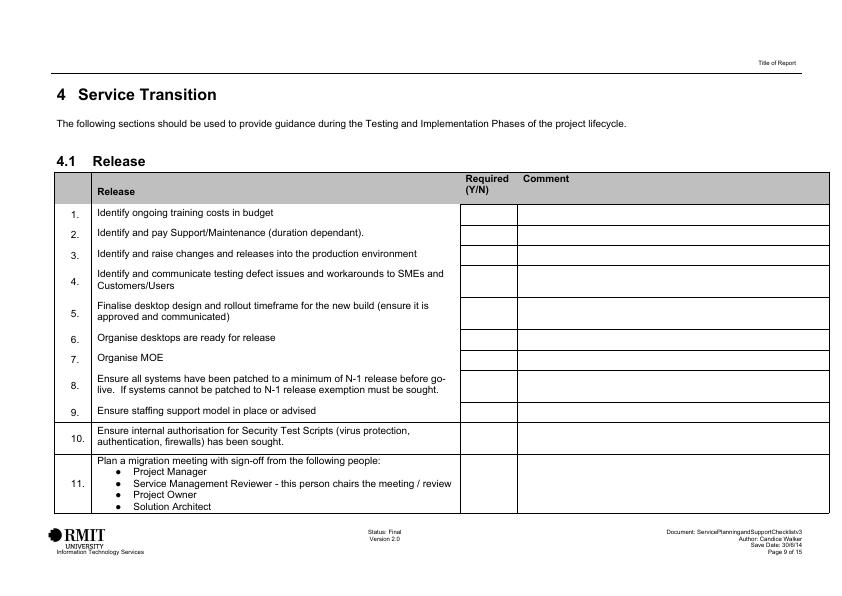 Title of Report
4 Service Transition
The following sections should be used to provide guidance during the Testing and Implementation Phases of the project lifecycle.
4.1 Release
Release
Required
(Y/N)
Comment
1. Identify ongoing training costs in budget
2. Identify and pay Support/Maintenance (duration dependant).
3. Identify and raise changes and releases into the production environment
4. Identify and communicate testing defect issues and workarounds to SMEs and
Customers/Users
5. Finalise desktop design and rollout timeframe for the new build (ensure it is
approved and communicated)
6. Organise desktops are ready for release
7. Organise MOE
8. Ensure all systems have been patched to a minimum of N-1 release before go-
live. If systems cannot be patched to N-1 release exemption must be sought.
9. Ensure staffing support model in place or advised
10. Ensure internal authorisation for Security Test Scripts (virus protection,
authentication, firewalls) has been sought.
11. Plan a migration meeting with sign-off from the following people:
● Project Manager
● Service Management Reviewer - this person chairs the meeting / review
● Project Owner
● Solution Architect
RMIT
UNIVERSITY
Information Technology Services
Status: Final
Version 2.0
Document: ServicePlanningandSupportChecklistv3
Author: Candice Walker
Save Date: 30/6/14
Page 9 of 15